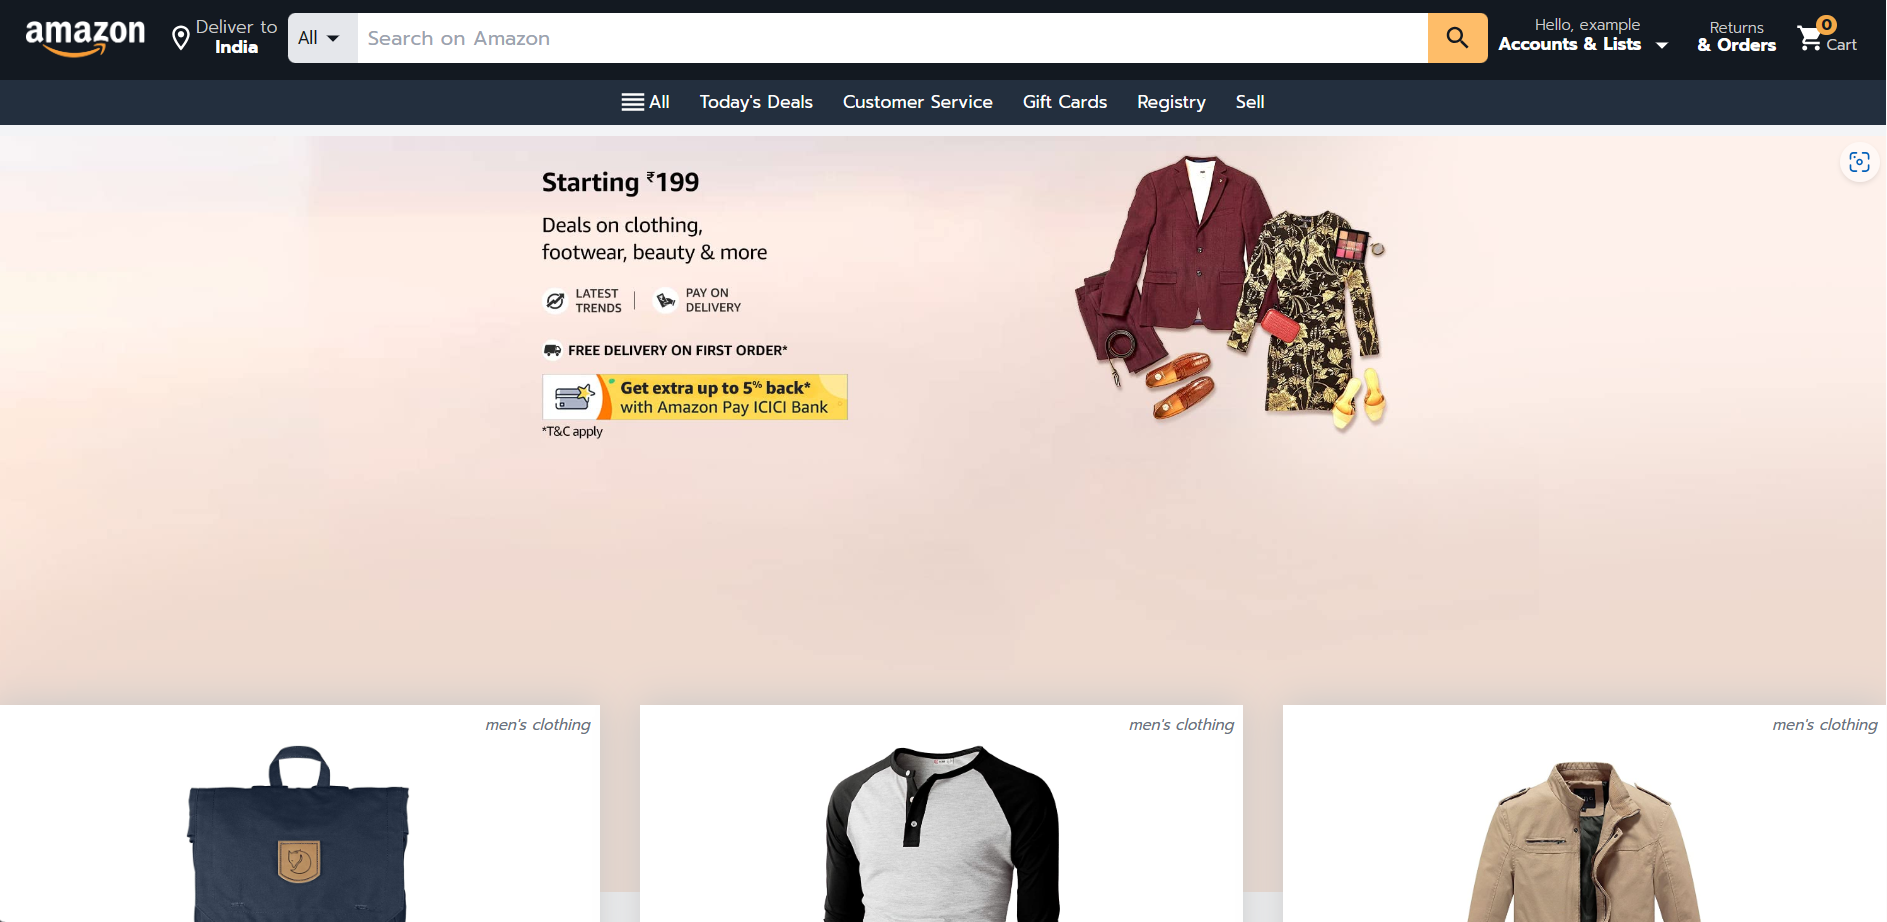 amazon
Deliver to
India
All
Search on Amazon
Hello, example
Accounts & Lists
Returns
& Orders
0
Cart
All
Today's Deals
Customer Service
Gift Cards
Registry
Sell
Starting ₹199
Deals on clothing,
footwear, beauty & more
LATEST
TRENDS
PAY ON
DELIVERY
FREE DELIVERY ON FIRST ORDER*
Get extra up to 5% back*
with Amazon Pay ICICI Bank
*T&C apply
men's clothing
men's clothing
men's clothing